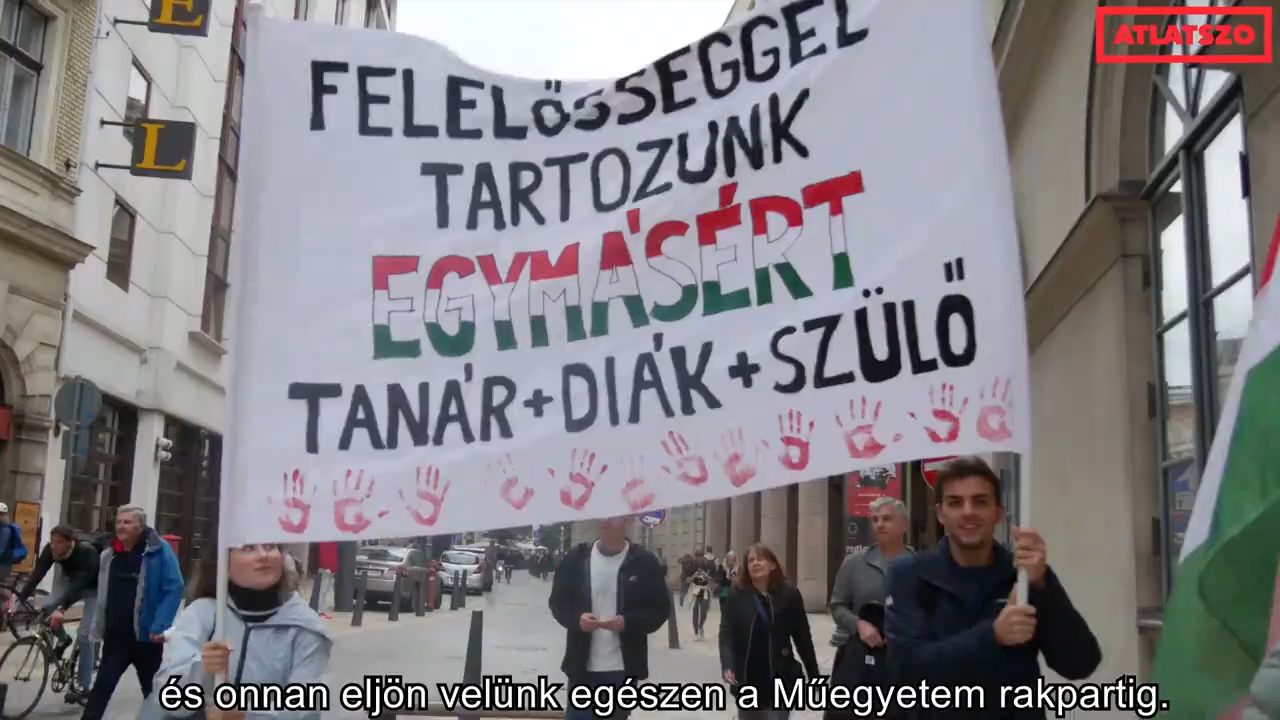 E
L
ATLATSZO
FELELŐSSÉGGEL
TARTOZUNK
EGYMÁSÉRT
TANÁR+DIÁK+SZÜLŐ
és onnan eljön velünk egészen a Műegyetem rakpartig.